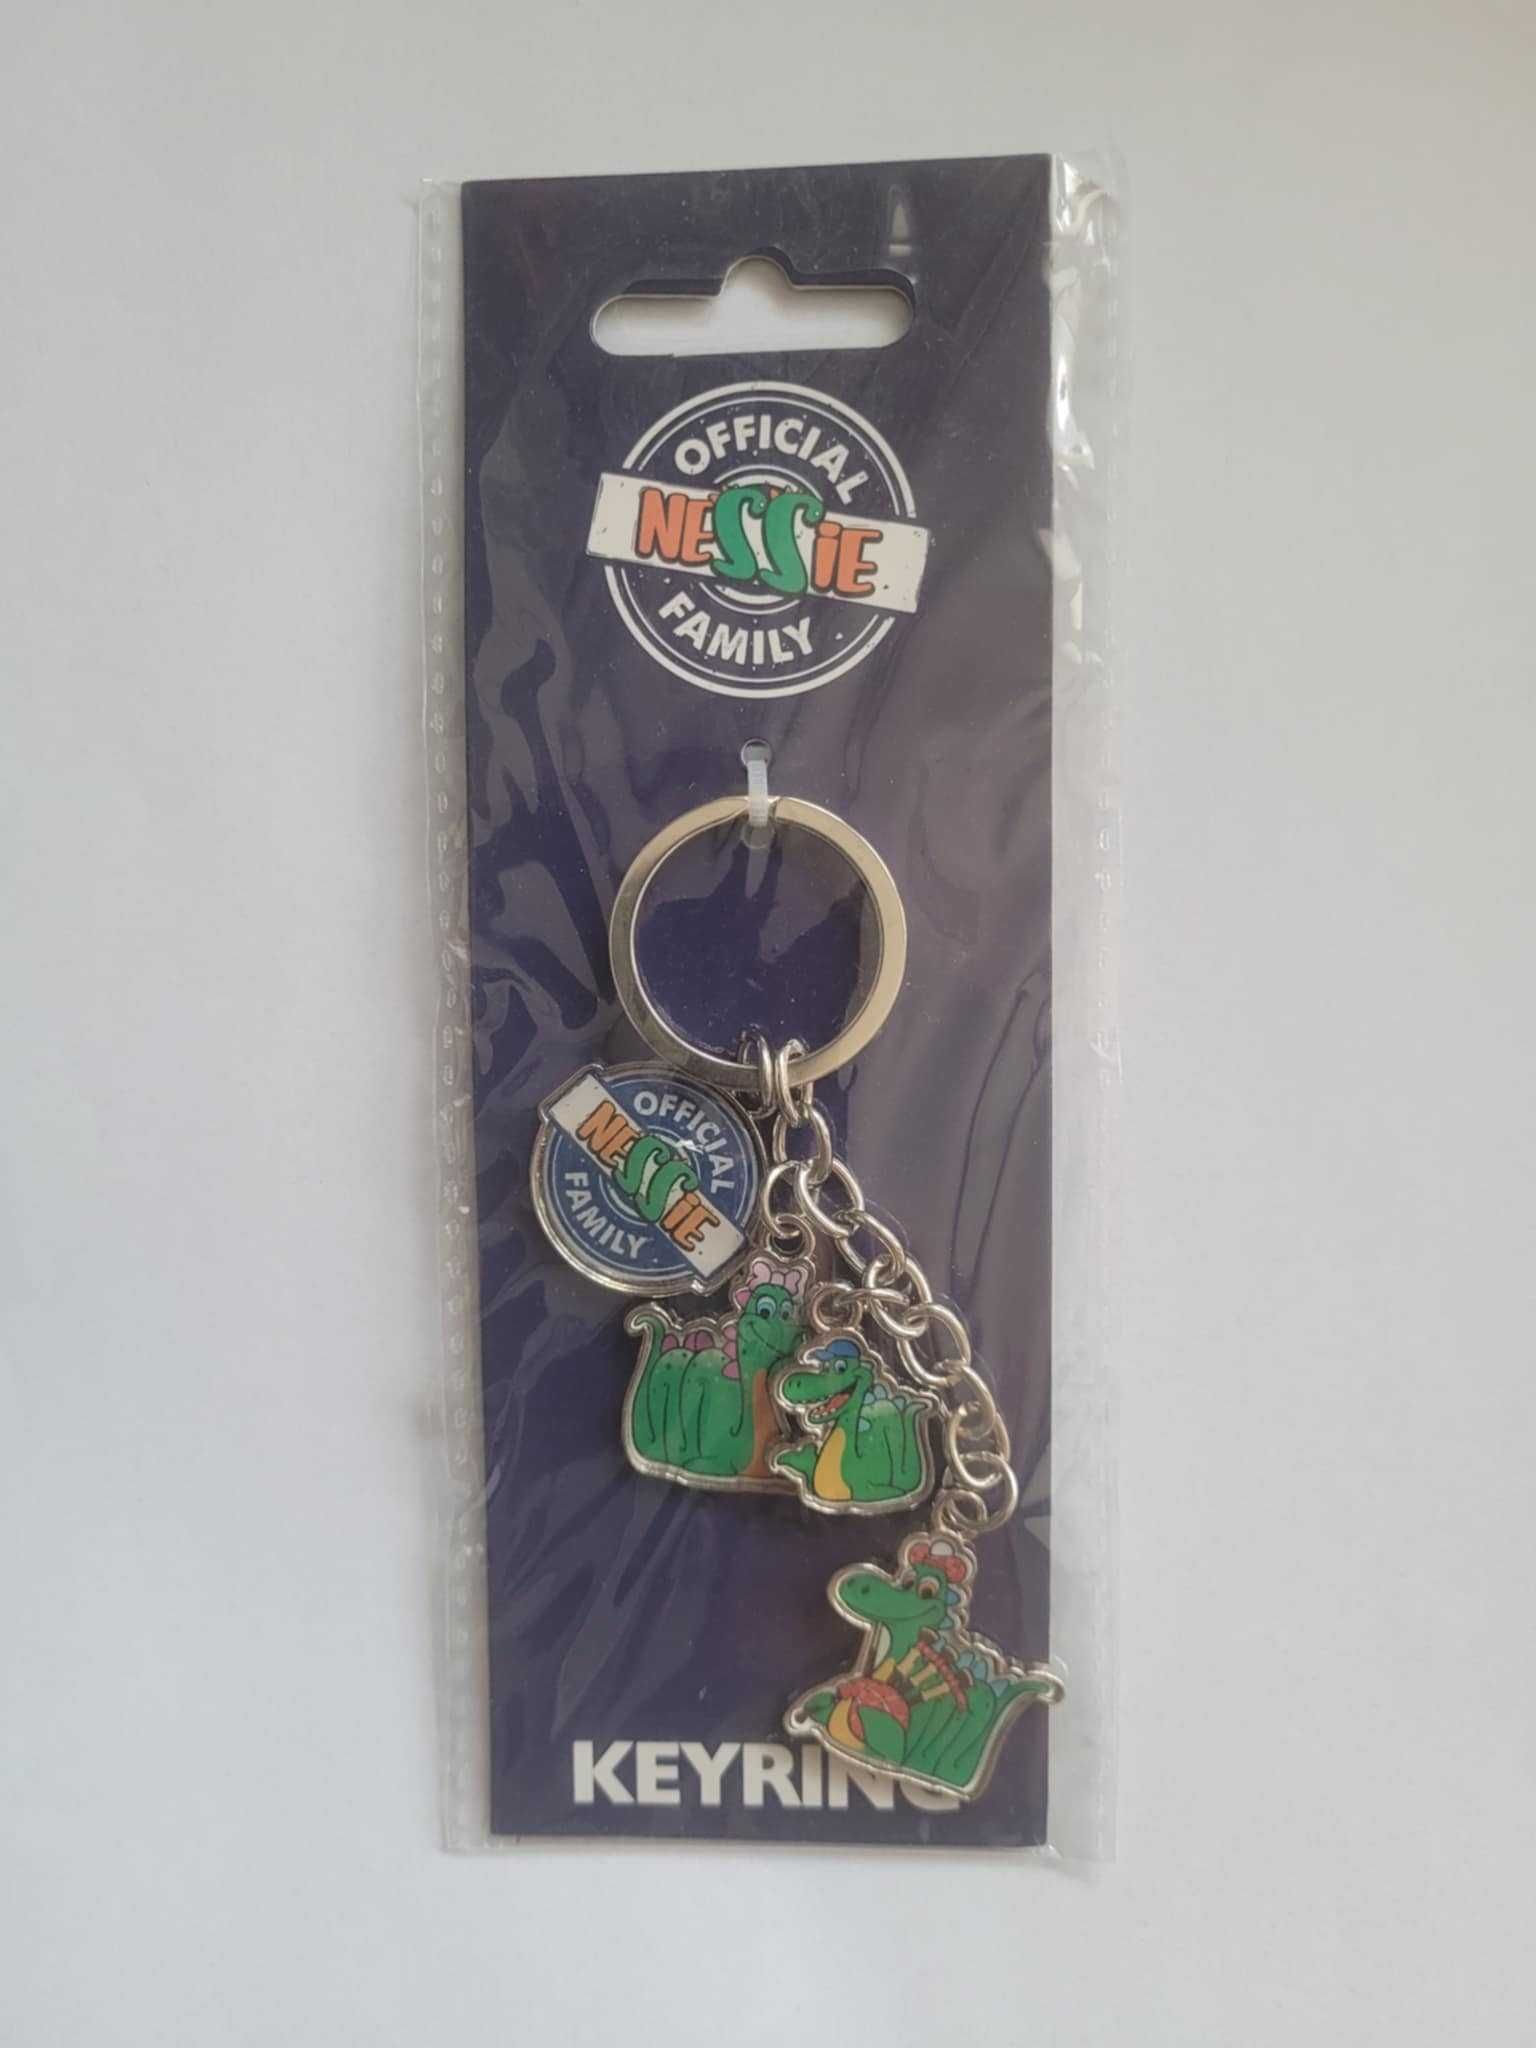 OFFICIAL
NESSiE
FAMILY
OFFICIAL
NESSiE
FAMILY
KEYRING